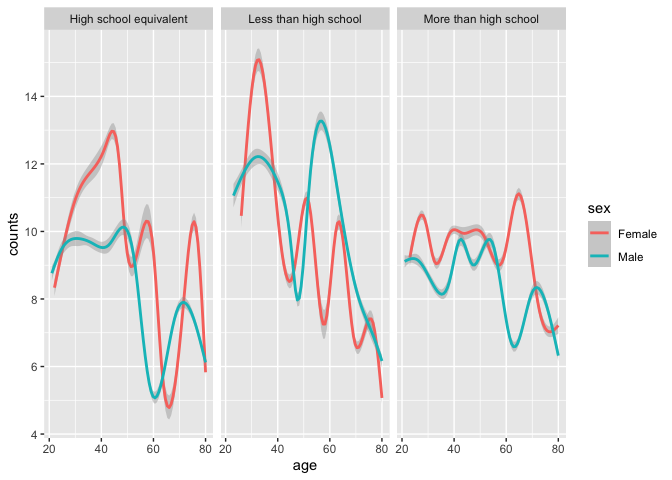 High school equivalent
Less than high school
More than high school
14
12
10
8
6
4
counts
20 40 60 80
20 40 60 80
20 40 60 80
age
sex
Female
Male